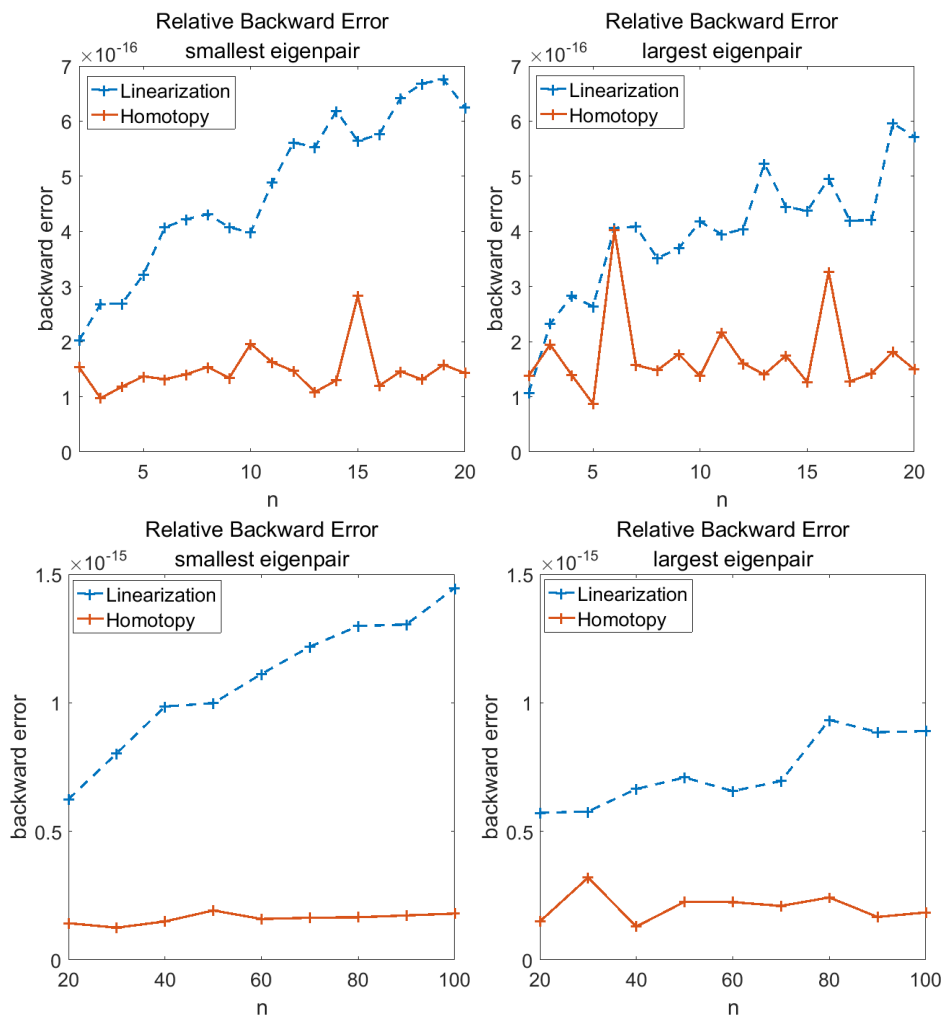 Relative Backward Error
smallest eigenpair
×10-16
7
6
5
4
3
2
1
0
Linearization
Homotopy
backward error
5
10
15
20
n
Relative Backward Error
largest eigenpair
×10-16
7
6
5
4
3
2
1
0
Linearization
Homotopy
backward error
5
10
15
20
n
Relative Backward Error
smallest eigenpair
×10-15
1.5
1
0.5
0
Linearization
Homotopy
backward error
20
40
60
80
100
n
Relative Backward Error
largest eigenpair
×10-15
1.5
1
0.5
0
Linearization
Homotopy
backward error
20
40
60
80
100
n